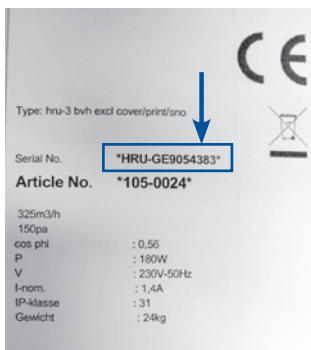 CE
Type: hru-3 bvh excl cover/print/sno
Serial No. *HRU-GE9054383*
Article No. *105-0024*
325m3/h
150pa
cos phi : 0,56
P : 180W
V : 230V-50Hz
I-nom. : 1,4A
IP-klasse : 31
Gewicht : 24kg